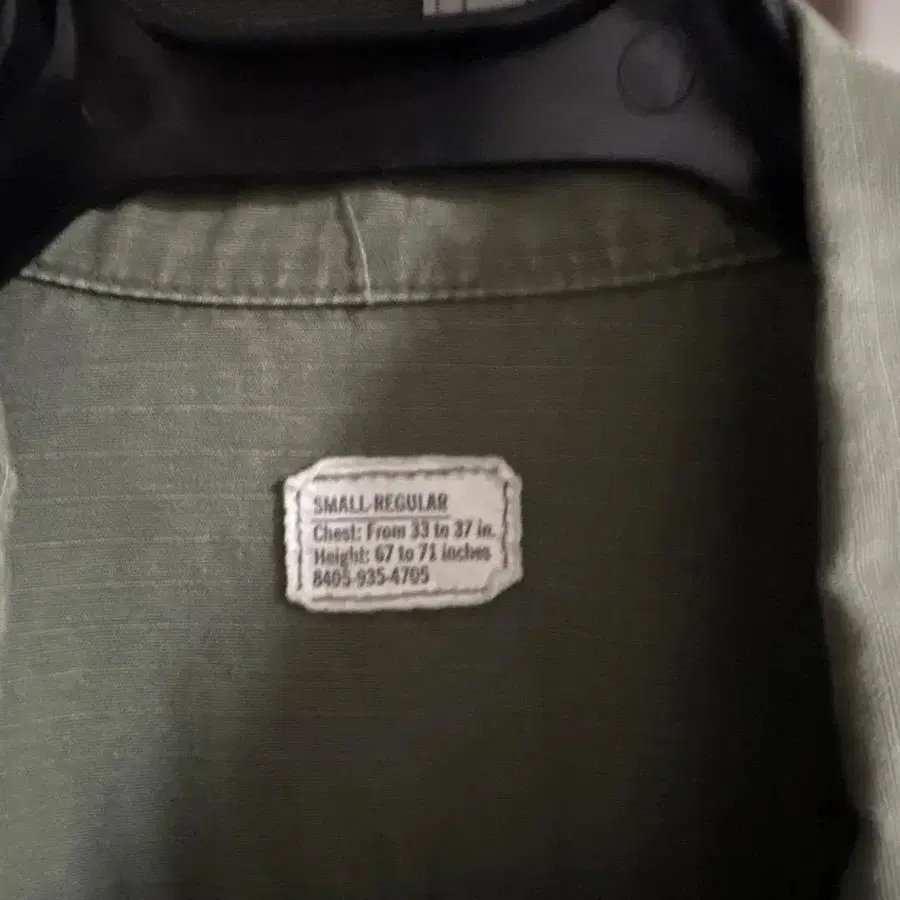 SMALL-REGULAR
Chest: From 33 to 37 in.
Height: 67 to 71 inches
8405-935-4705